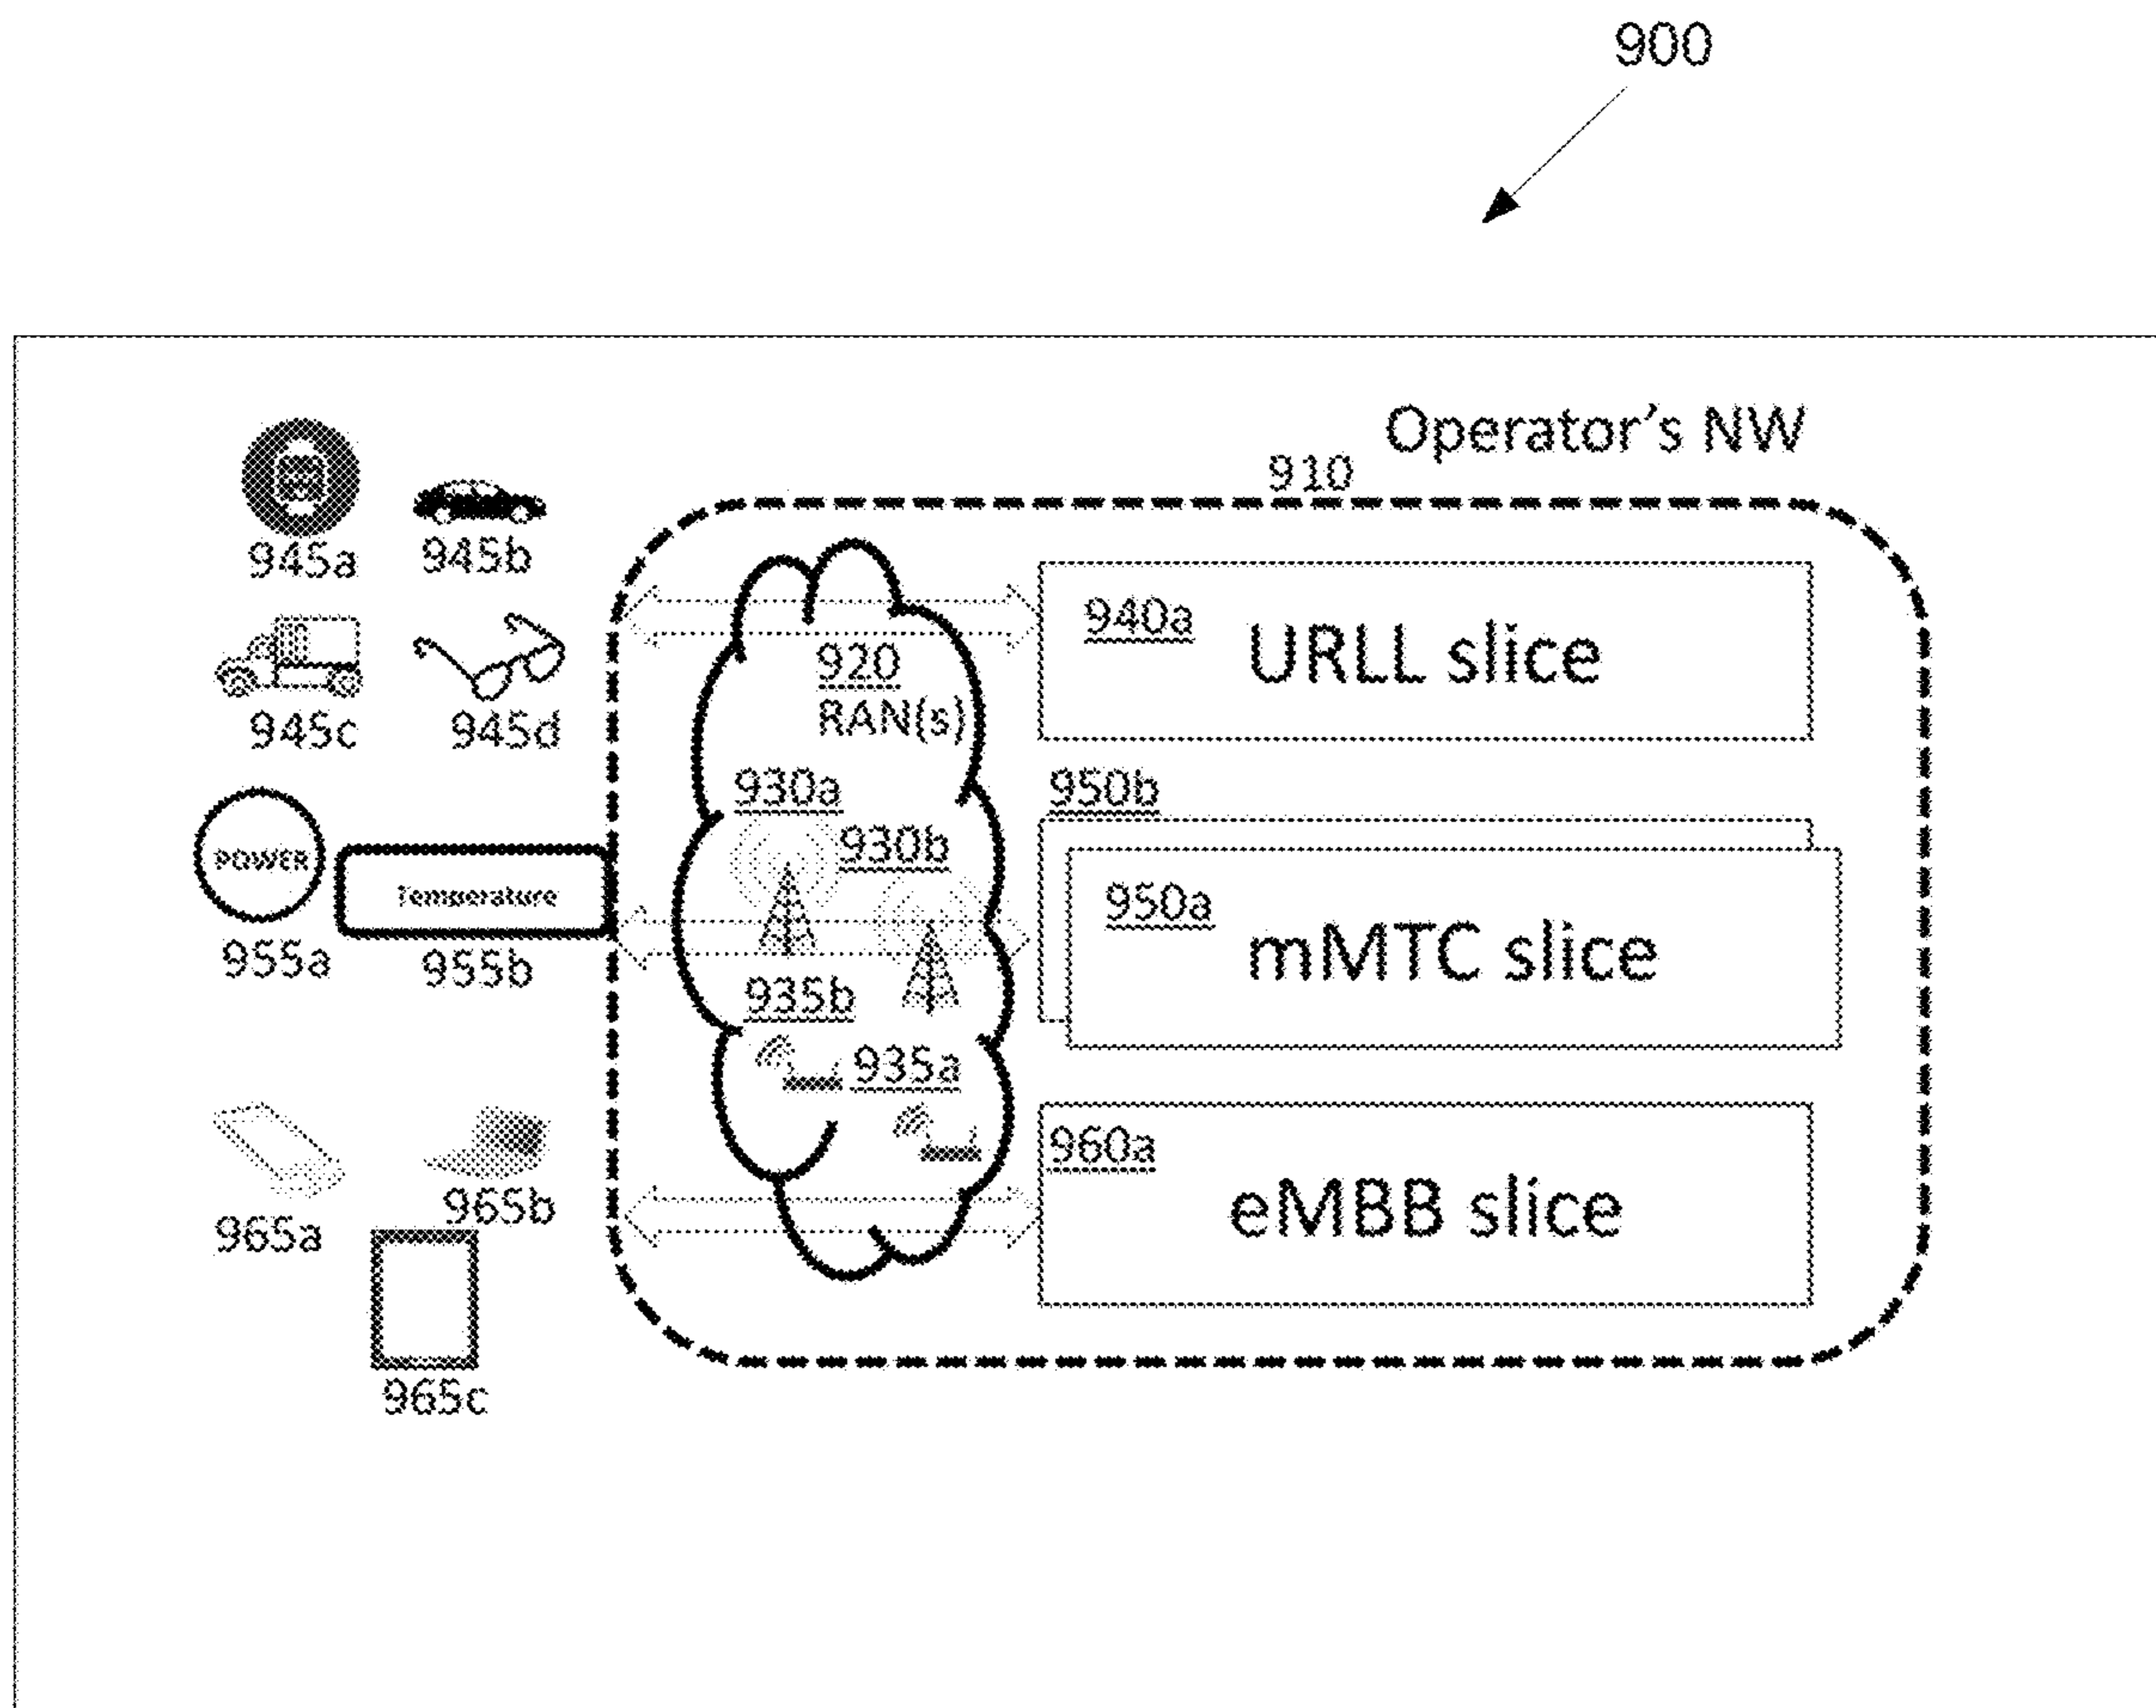 900
Operator's NW
910
945a
945b
940a
URLL slice
920
RAN(s)
945c
945d
930a
950b
930b
POWER
Temperature
950a
mMTC slice
955a
955b
935b
935a
960a
eMBB slice
965a
965b
965c